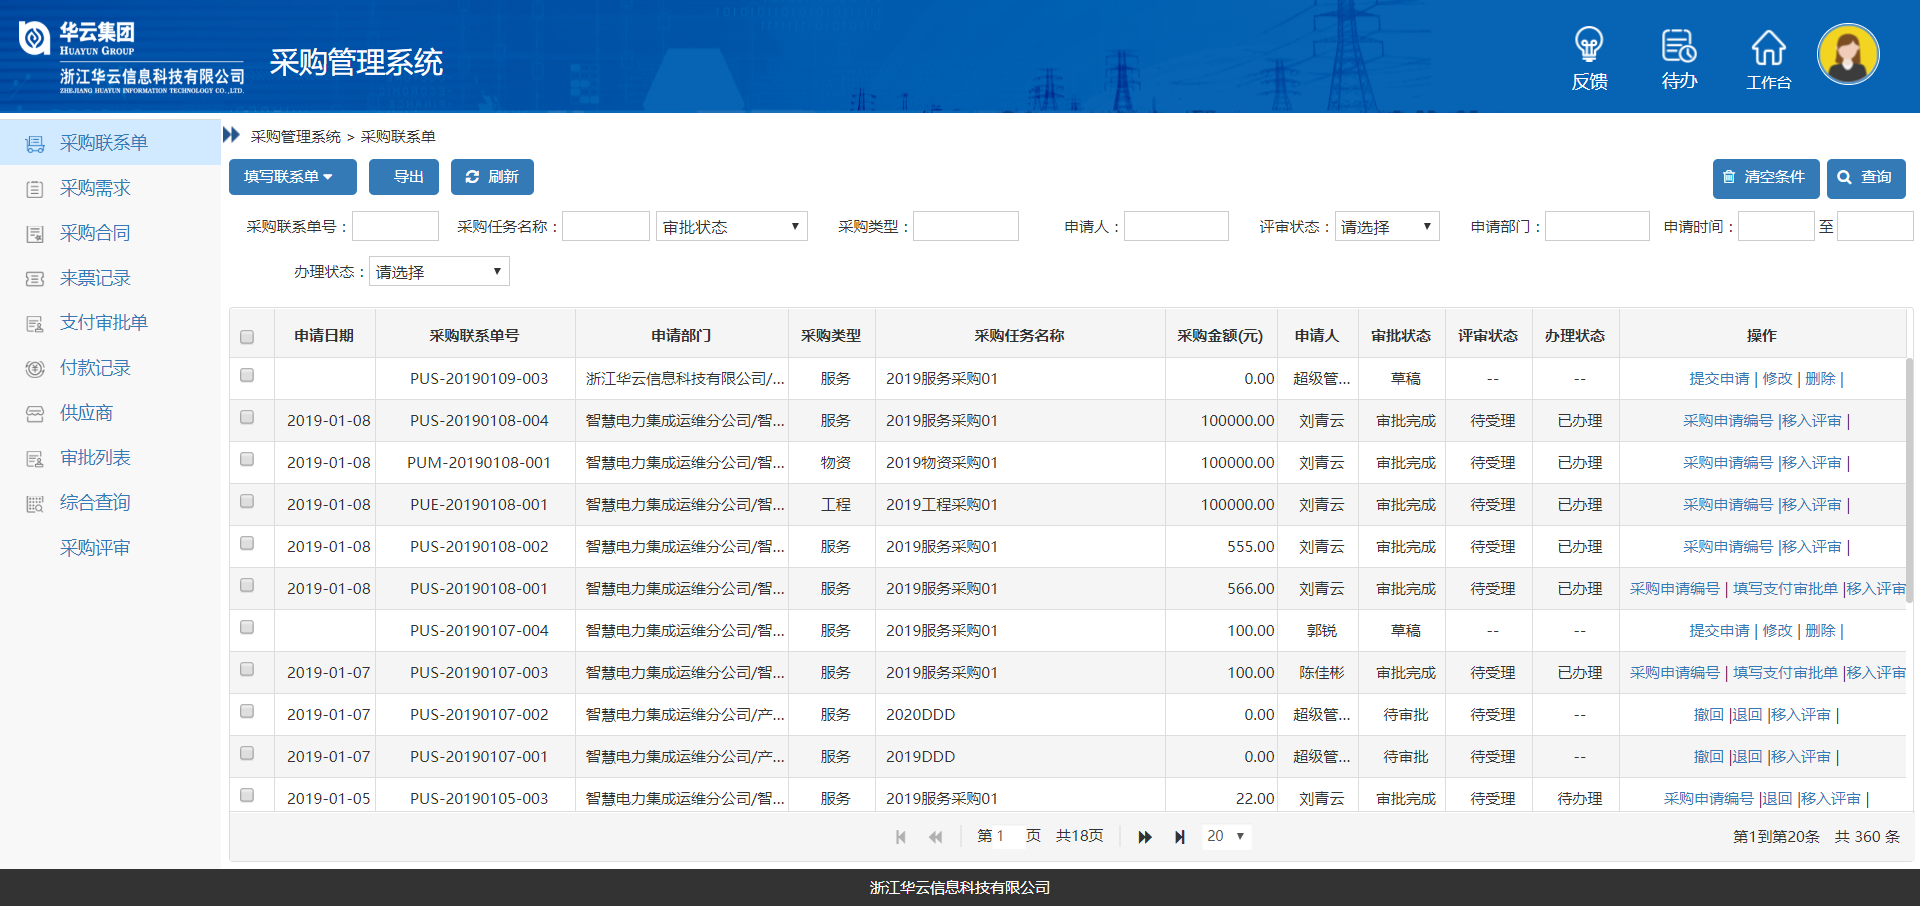 华云集团
HUAYUN GROUP
浙江华云信息科技有限公司
ZHEJIANG HUAYUN INFORMATION TECHNOLOGY CO.,LTD.
采购管理系统
反馈
待办
工作台
采购联系单
采购需求
采购合同
来票记录
支付审批单
付款记录
供应商
审批列表
综合查询
采购评审
采购管理系统 > 采购联系单
填写联系单 导出 刷新 清空条件 查询
采购联系单号： 采购任务名称： 审批状态 采购类型： 申请人： 评审状态： 请选择 申请部门： 申请时间： 至
办理状态： 请选择
申请日期 采购联系单号 申请部门 采购类型 采购任务名称 采购金额(元) 申请人 审批状态 评审状态 办理状态 操作
PUS-20190109-003 浙江华云信息科技有限公司/... 服务 2019服务采购01 0.00 超级管... 草稿 -- -- 提交申请 | 修改 | 删除 |
2019-01-08 PUS-20190108-004 智慧电力集成运维分公司/智... 服务 2019服务采购01 100000.00 刘青云 审批完成 待受理 已办理 采购申请编号 |移入评审 |
2019-01-08 PUM-20190108-001 智慧电力集成运维分公司/智... 物资 2019物资采购01 100000.00 刘青云 审批完成 待受理 已办理 采购申请编号 |移入评审 |
2019-01-08 PUE-20190108-001 智慧电力集成运维分公司/智... 工程 2019工程采购01 100000.00 刘青云 审批完成 待受理 已办理 采购申请编号 |移入评审 |
2019-01-08 PUS-20190108-002 智慧电力集成运维分公司/智... 服务 2019服务采购01 555.00 刘青云 审批完成 待受理 已办理 采购申请编号 |移入评审 |
2019-01-08 PUS-20190108-001 智慧电力集成运维分公司/智... 服务 2019服务采购01 566.00 刘青云 审批完成 待受理 已办理 采购申请编号 | 填写支付审批单 |移入评审
PUS-20190107-004 智慧电力集成运维分公司/智... 服务 2019服务采购01 100.00 郭锐 草稿 -- -- 提交申请 | 修改 | 删除 |
2019-01-07 PUS-20190107-003 智慧电力集成运维分公司/智... 服务 2019服务采购01 100.00 陈佳彬 审批完成 待受理 已办理 采购申请编号 | 填写支付审批单 |移入评审
2019-01-07 PUS-20190107-002 智慧电力集成运维分公司/产... 服务 2020DDD 0.00 超级管... 待审批 待受理 -- 撤回 |退回 |移入评审 |
2019-01-07 PUS-20190107-001 智慧电力集成运维分公司/产... 服务 2019DDD 0.00 超级管... 待审批 待受理 -- 撤回 |退回 |移入评审 |
2019-01-05 PUS-20190105-003 智慧电力集成运维分公司/智... 服务 2019服务采购01 22.00 刘青云 审批完成 待受理 待办理 采购申请编号 |退回 |移入评审 |
第 1 页 共18页 20 第1到第20条 共 360 条
浙江华云信息科技有限公司